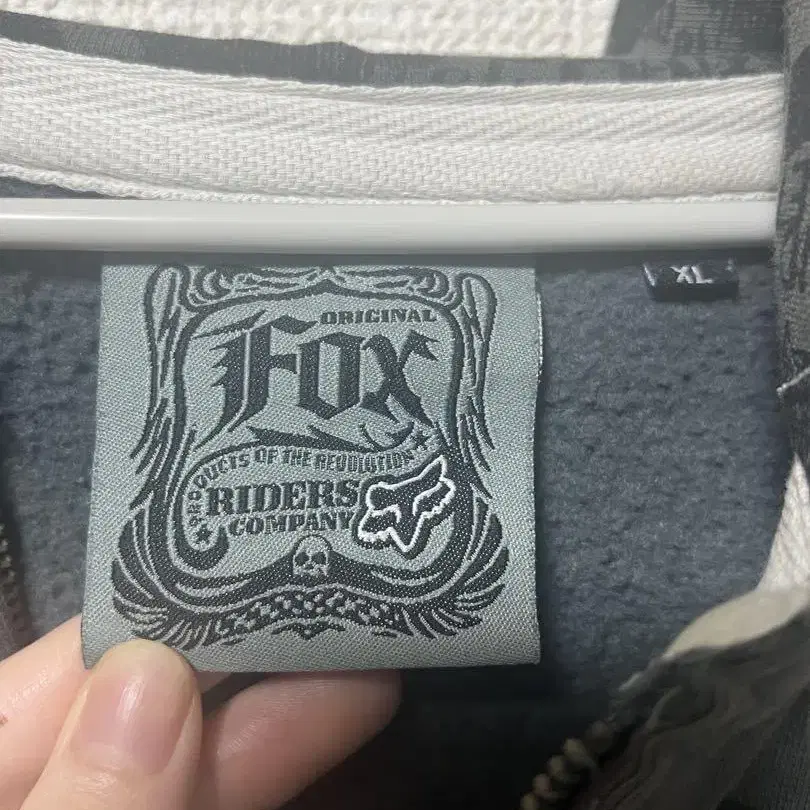 ORIGINAL
FOX
PRODUCTS OF THE REVOLUTION
RIDERS
COMPANY
XL